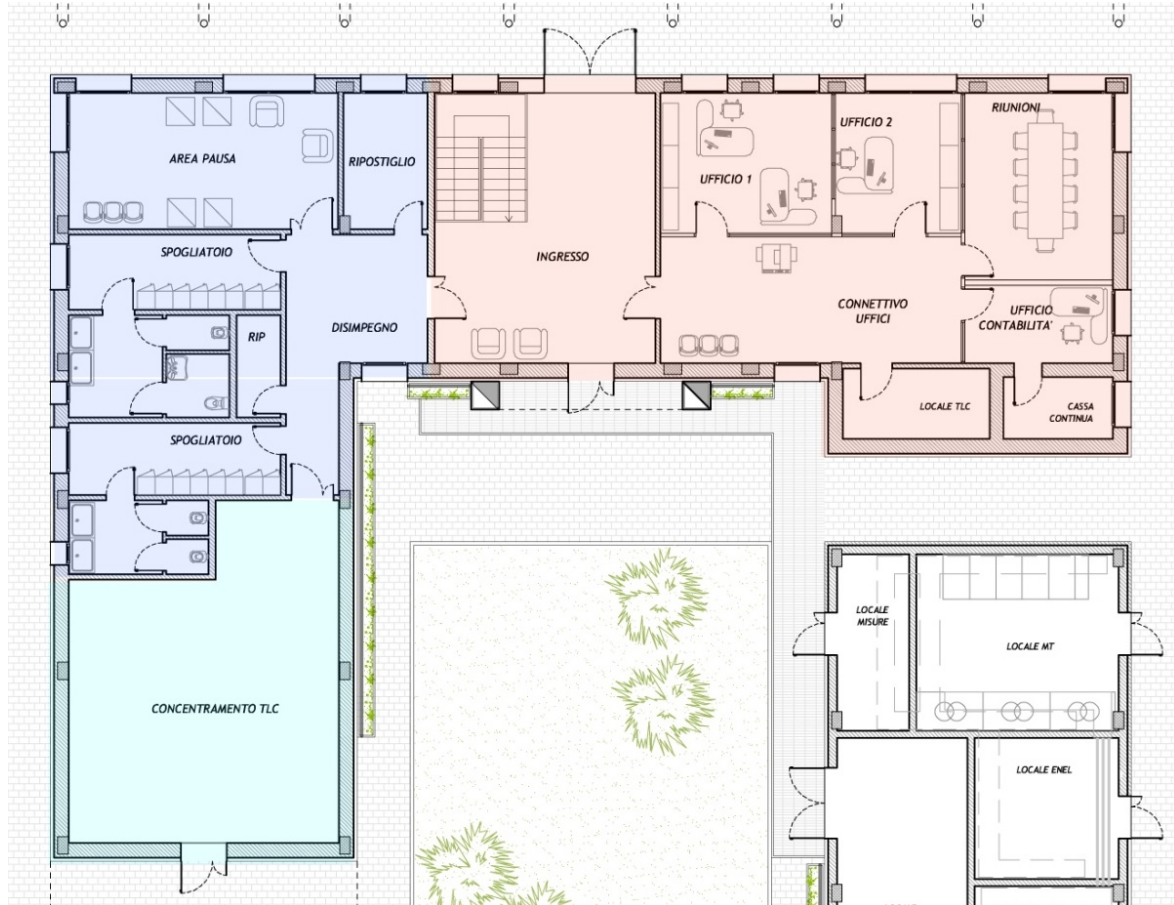 AREA PAUSA
RIPOSTIGLIO
RIUNIONI
UFFICIO 2
UFFICIO 1
SPOGLIATOIO
INGRESSO
DISIMPEGNO
RIP
CONNETTIVO
UFFICI
UFFICIO
CONTABILITA'
LOCALE TLC
CASSA
CONTINUA
SPOGLIATOIO
LOCALE
MISURE
LOCALE MT
CONCENTRAMENTO TLC
LOCALE ENEL